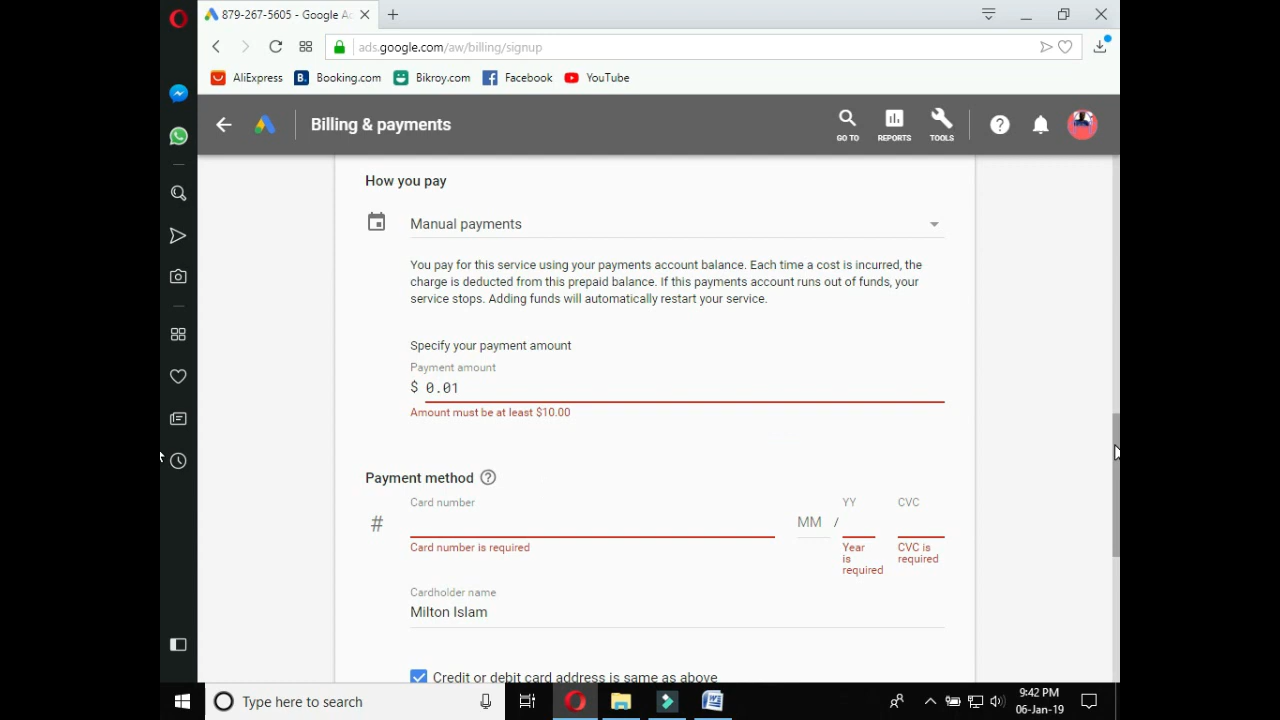 879-267-5605 - Google Ad
ads.google.com/aw/billing/signup
AliExpress
Booking.com
Bikroy.com
Facebook
YouTube
Billing & payments
GO TO
REPORTS
TOOLS
How you pay
Manual payments
You pay for this service using your payments account balance. Each time a cost is incurred, the
charge is deducted from this prepaid balance. If this payments account runs out of funds, your
service stops. Adding funds will automatically restart your service.
Specify your payment amount
Payment amount
$ 0.01
Amount must be at least $10.00
Payment method
Card number
YY
CVC
#
MM
/
Card number is required
Year
is
required
CVC is
required
Cardholder name
Milton Islam
Credit or debit card address is same as above
Type here to search
9:42 PM
06-Jan-19